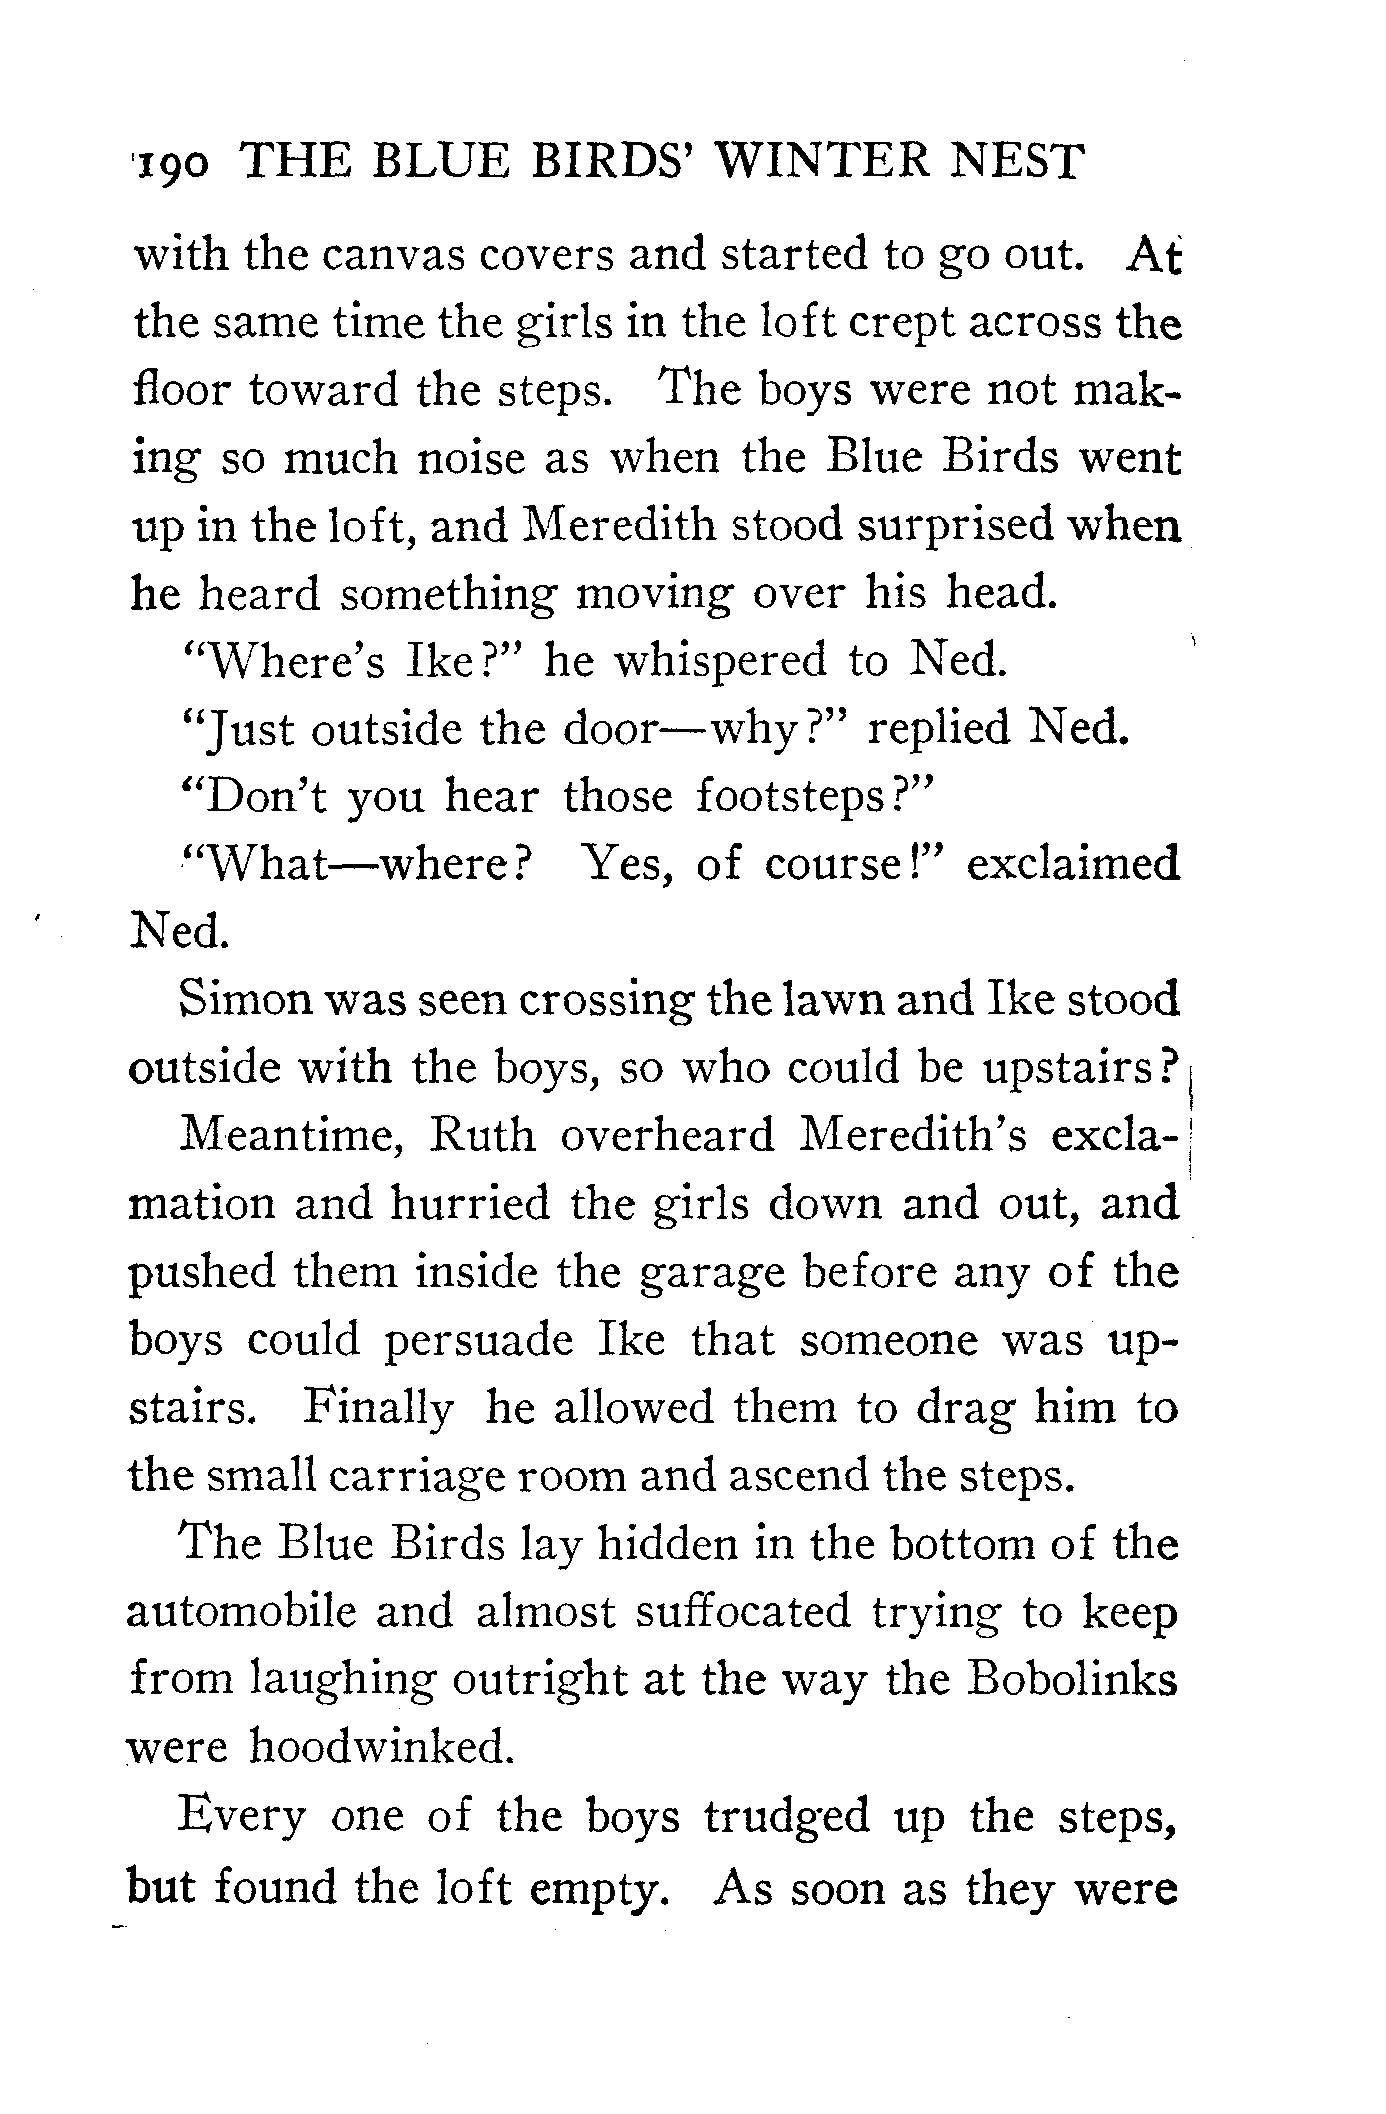 190 THE BLUE BIRDS' WINTER NEST
with the canvas covers and started to go out. At
the same time the girls in the loft crept across the
floor toward the steps. The boys were not mak-
ing so much noise as when the Blue Birds went
up in the loft, and Meredith stood surprised when
he heard something moving over his head.
"Where's Ike?" he whispered to Ned.
"Just outside the door—why?" replied Ned.
"Don't you hear those footsteps?"
"What—where? Yes, of course!" exclaimed
Ned.
Simon was seen crossing the lawn and Ike stood
outside with the boys, so who could be upstairs?
Meantime, Ruth overheard Meredith's excla-
mation and hurried the girls down and out, and
pushed them inside the garage before any of the
boys could persuade Ike that someone was up-
stairs. Finally he allowed them to drag him to
the small carriage room and ascend the steps.
The Blue Birds lay hidden in the bottom of the
automobile and almost suffocated trying to keep
from laughing outright at the way the Bobolinks
were hoodwinked.
Every one of the boys trudged up the steps,
but found the loft empty. As soon as they were